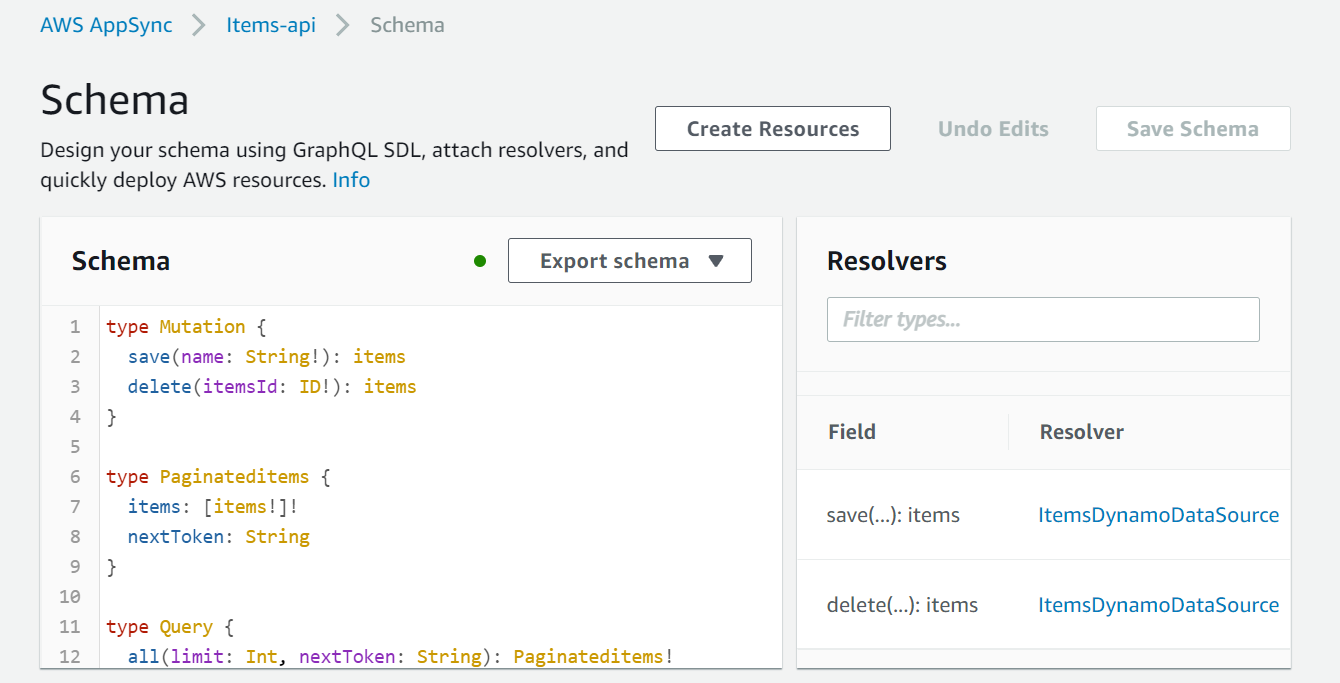 AWS AppSync > Items-api > Schema
Schema
Design your schema using GraphQL SDL, attach resolvers, and
quickly deploy AWS resources. Info
Create Resources
Undo Edits
Save Schema
Schema
Export schema ▼
1 type Mutation {
2   save(name: String!): items
3   delete(itemsId: ID!): items
4 }
5
6 type Paginateditems {
7   items: [items!]!
8   nextToken: String
9 }
10
11 type Query {
12   all(limit: Int, nextToken: String): Paginateditems!
Resolvers
Filter types...
Field Resolver
save(...): items ItemsDynamoDataSource
delete(...): items ItemsDynamoDataSource